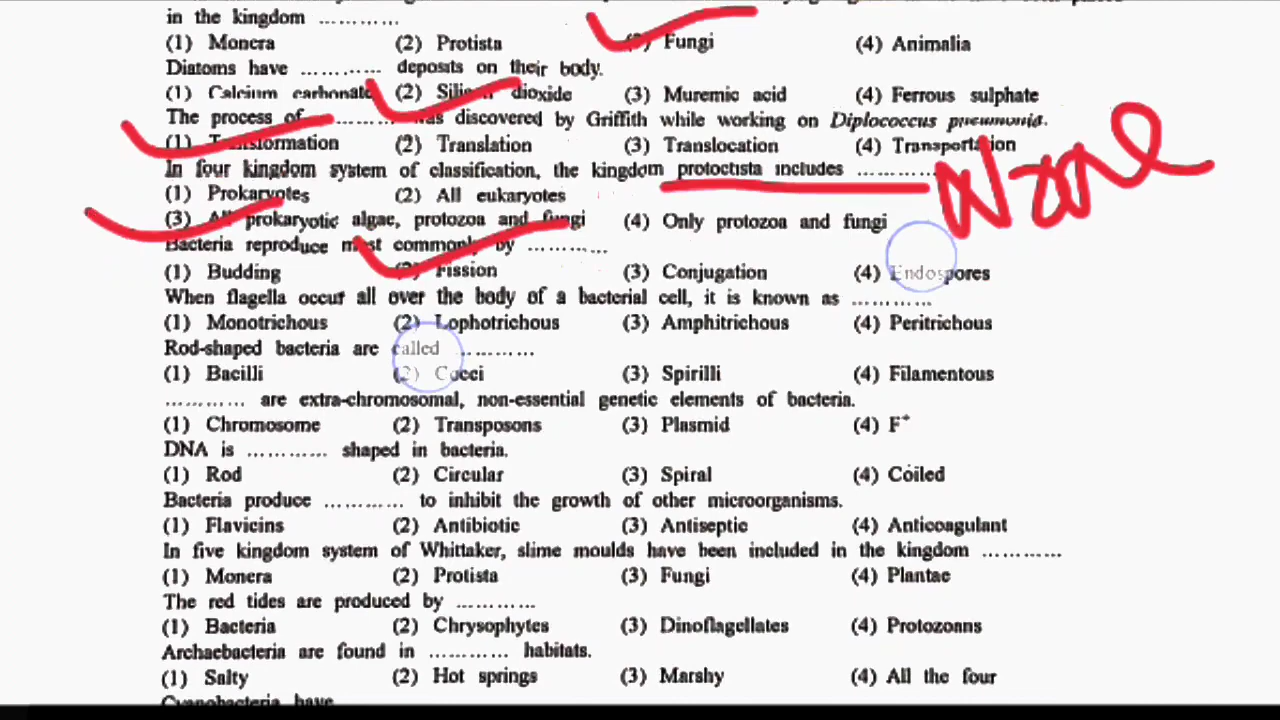 in the kingdom ............
(1) Monera (2) Protista (3) Fungi (4) Animalia
Diatoms have ............ deposits on their body.
(1) Calcium carbonate (2) Silicon dioxide (3) Muremic acid (4) Ferrous sulphate
The process of ............ was discovered by Griffith while working on Diplococcus pneumonia.
(1) Transformation (2) Translation (3) Translocation (4) Transportation
In four kingdom system of classification, the kingdom protoctista includes ............
None
(1) Prokaryotes (2) All eukaryotes
(3) All prokaryotic algae, protozoa and fungi (4) Only protozoa and fungi
Bacteria reproduce most commonly by ............
(1) Budding (2) Fission (3) Conjugation (4) Endospores
When flagella occur all over the body of a bacterial cell, it is known as ............
(1) Monotrichous (2) Lophotrichous (3) Amphitrichous (4) Peritrichous
Rod-shaped bacteria are called ............
(1) Bacilli (2) Cocci (3) Spirilli (4) Filamentous
............ are extra-chromosomal, non-essential genetic elements of bacteria.
(1) Chromosome (2) Transposons (3) Plasmid (4) F+
DNA is ............ shaped in bacteria.
(1) Rod (2) Circular (3) Spiral (4) Coiled
Bacteria produce ............ to inhibit the growth of other microorganisms.
(1) Flavicins (2) Antibiotic (3) Antiseptic (4) Anticoagulant
In five kingdom system of Whittaker, slime moulds have been included in the kingdom ............
(1) Monera (2) Protista (3) Fungi (4) Plantae
The red tides are produced by ............
(1) Bacteria (2) Chrysophytes (3) Dinoflagellates (4) Protozoans
Archaebacteria are found in ............ habitats.
(1) Salty (2) Hot springs (3) Marshy (4) All the four
Cyanobacteria have